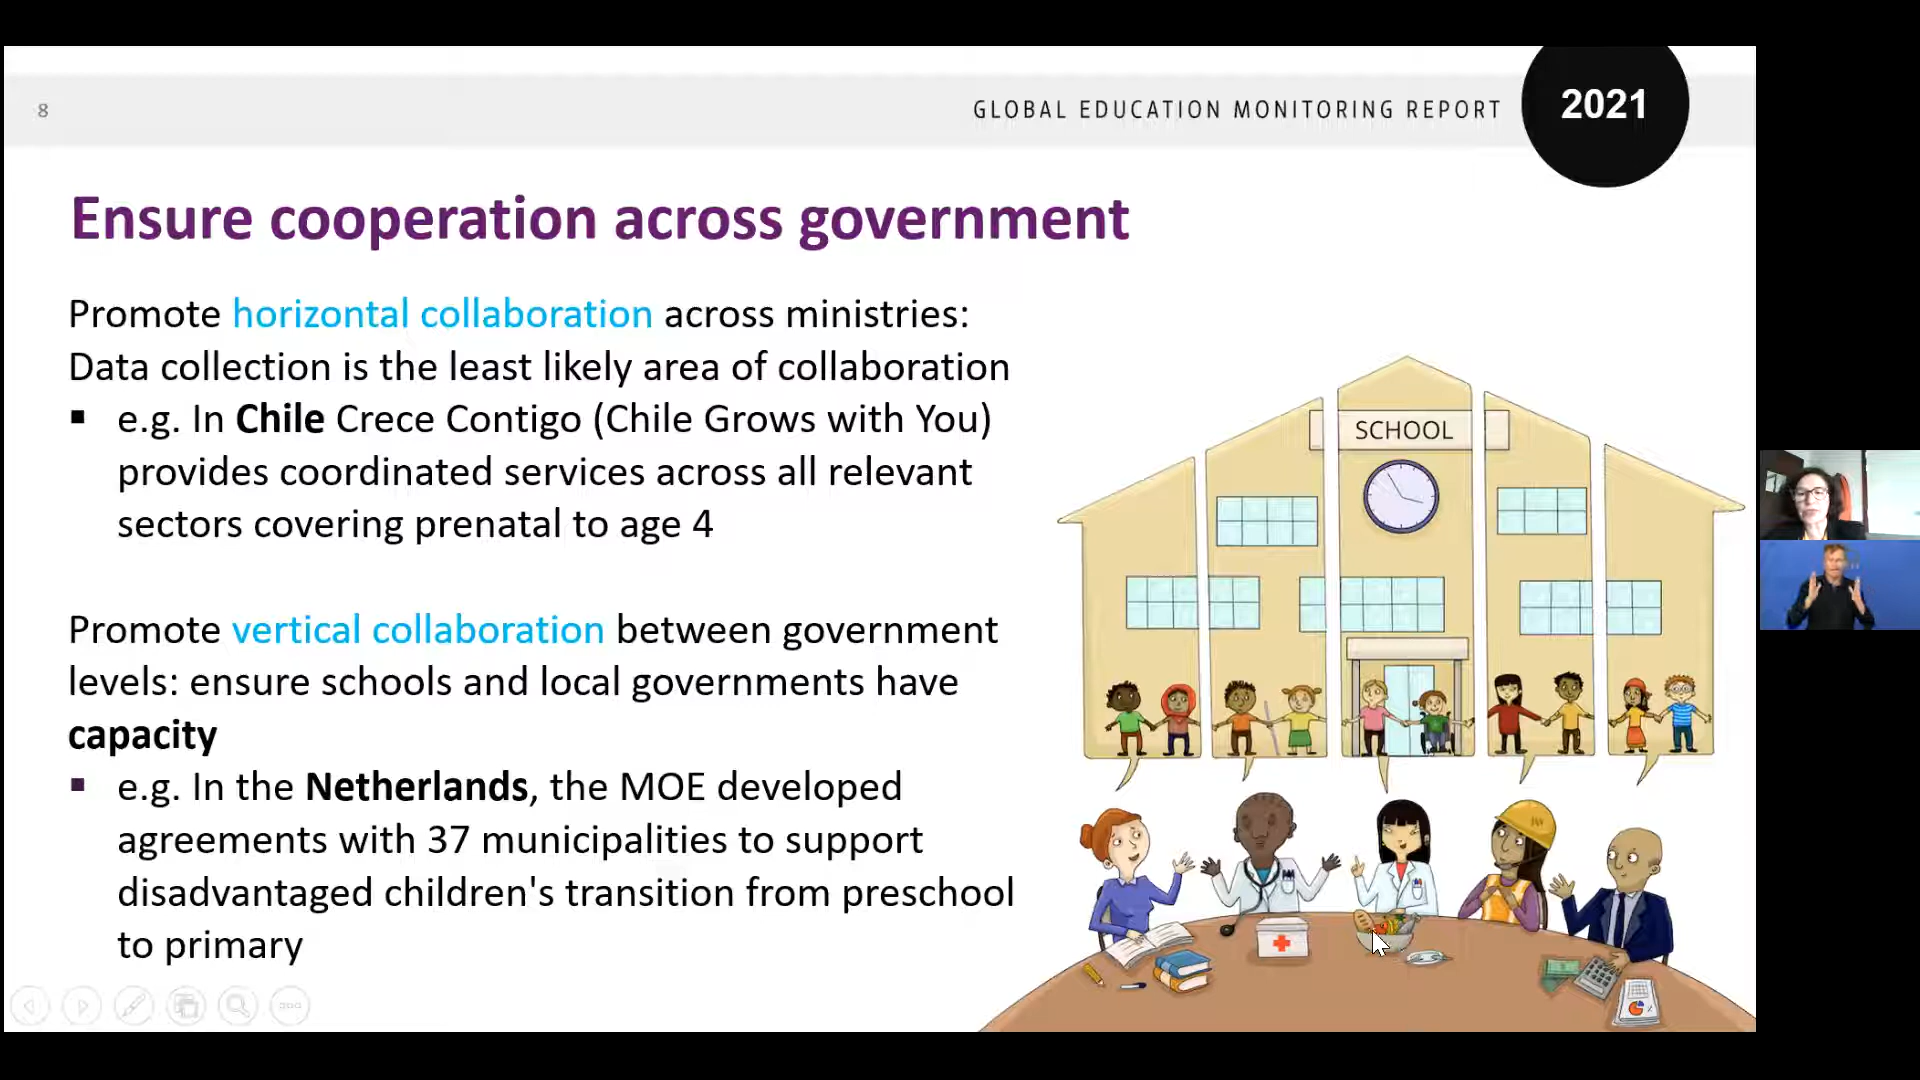 8
GLOBAL EDUCATION MONITORING REPORT
2021
Ensure cooperation across government
Promote horizontal collaboration across ministries:
Data collection is the least likely area of collaboration
▪ e.g. In Chile Crece Contigo (Chile Grows with You)
provides coordinated services across all relevant
sectors covering prenatal to age 4
Promote vertical collaboration between government
levels: ensure schools and local governments have
capacity
▪ e.g. In the Netherlands, the MOE developed
agreements with 37 municipalities to support
disadvantaged children's transition from preschool
to primary
SCHOOL